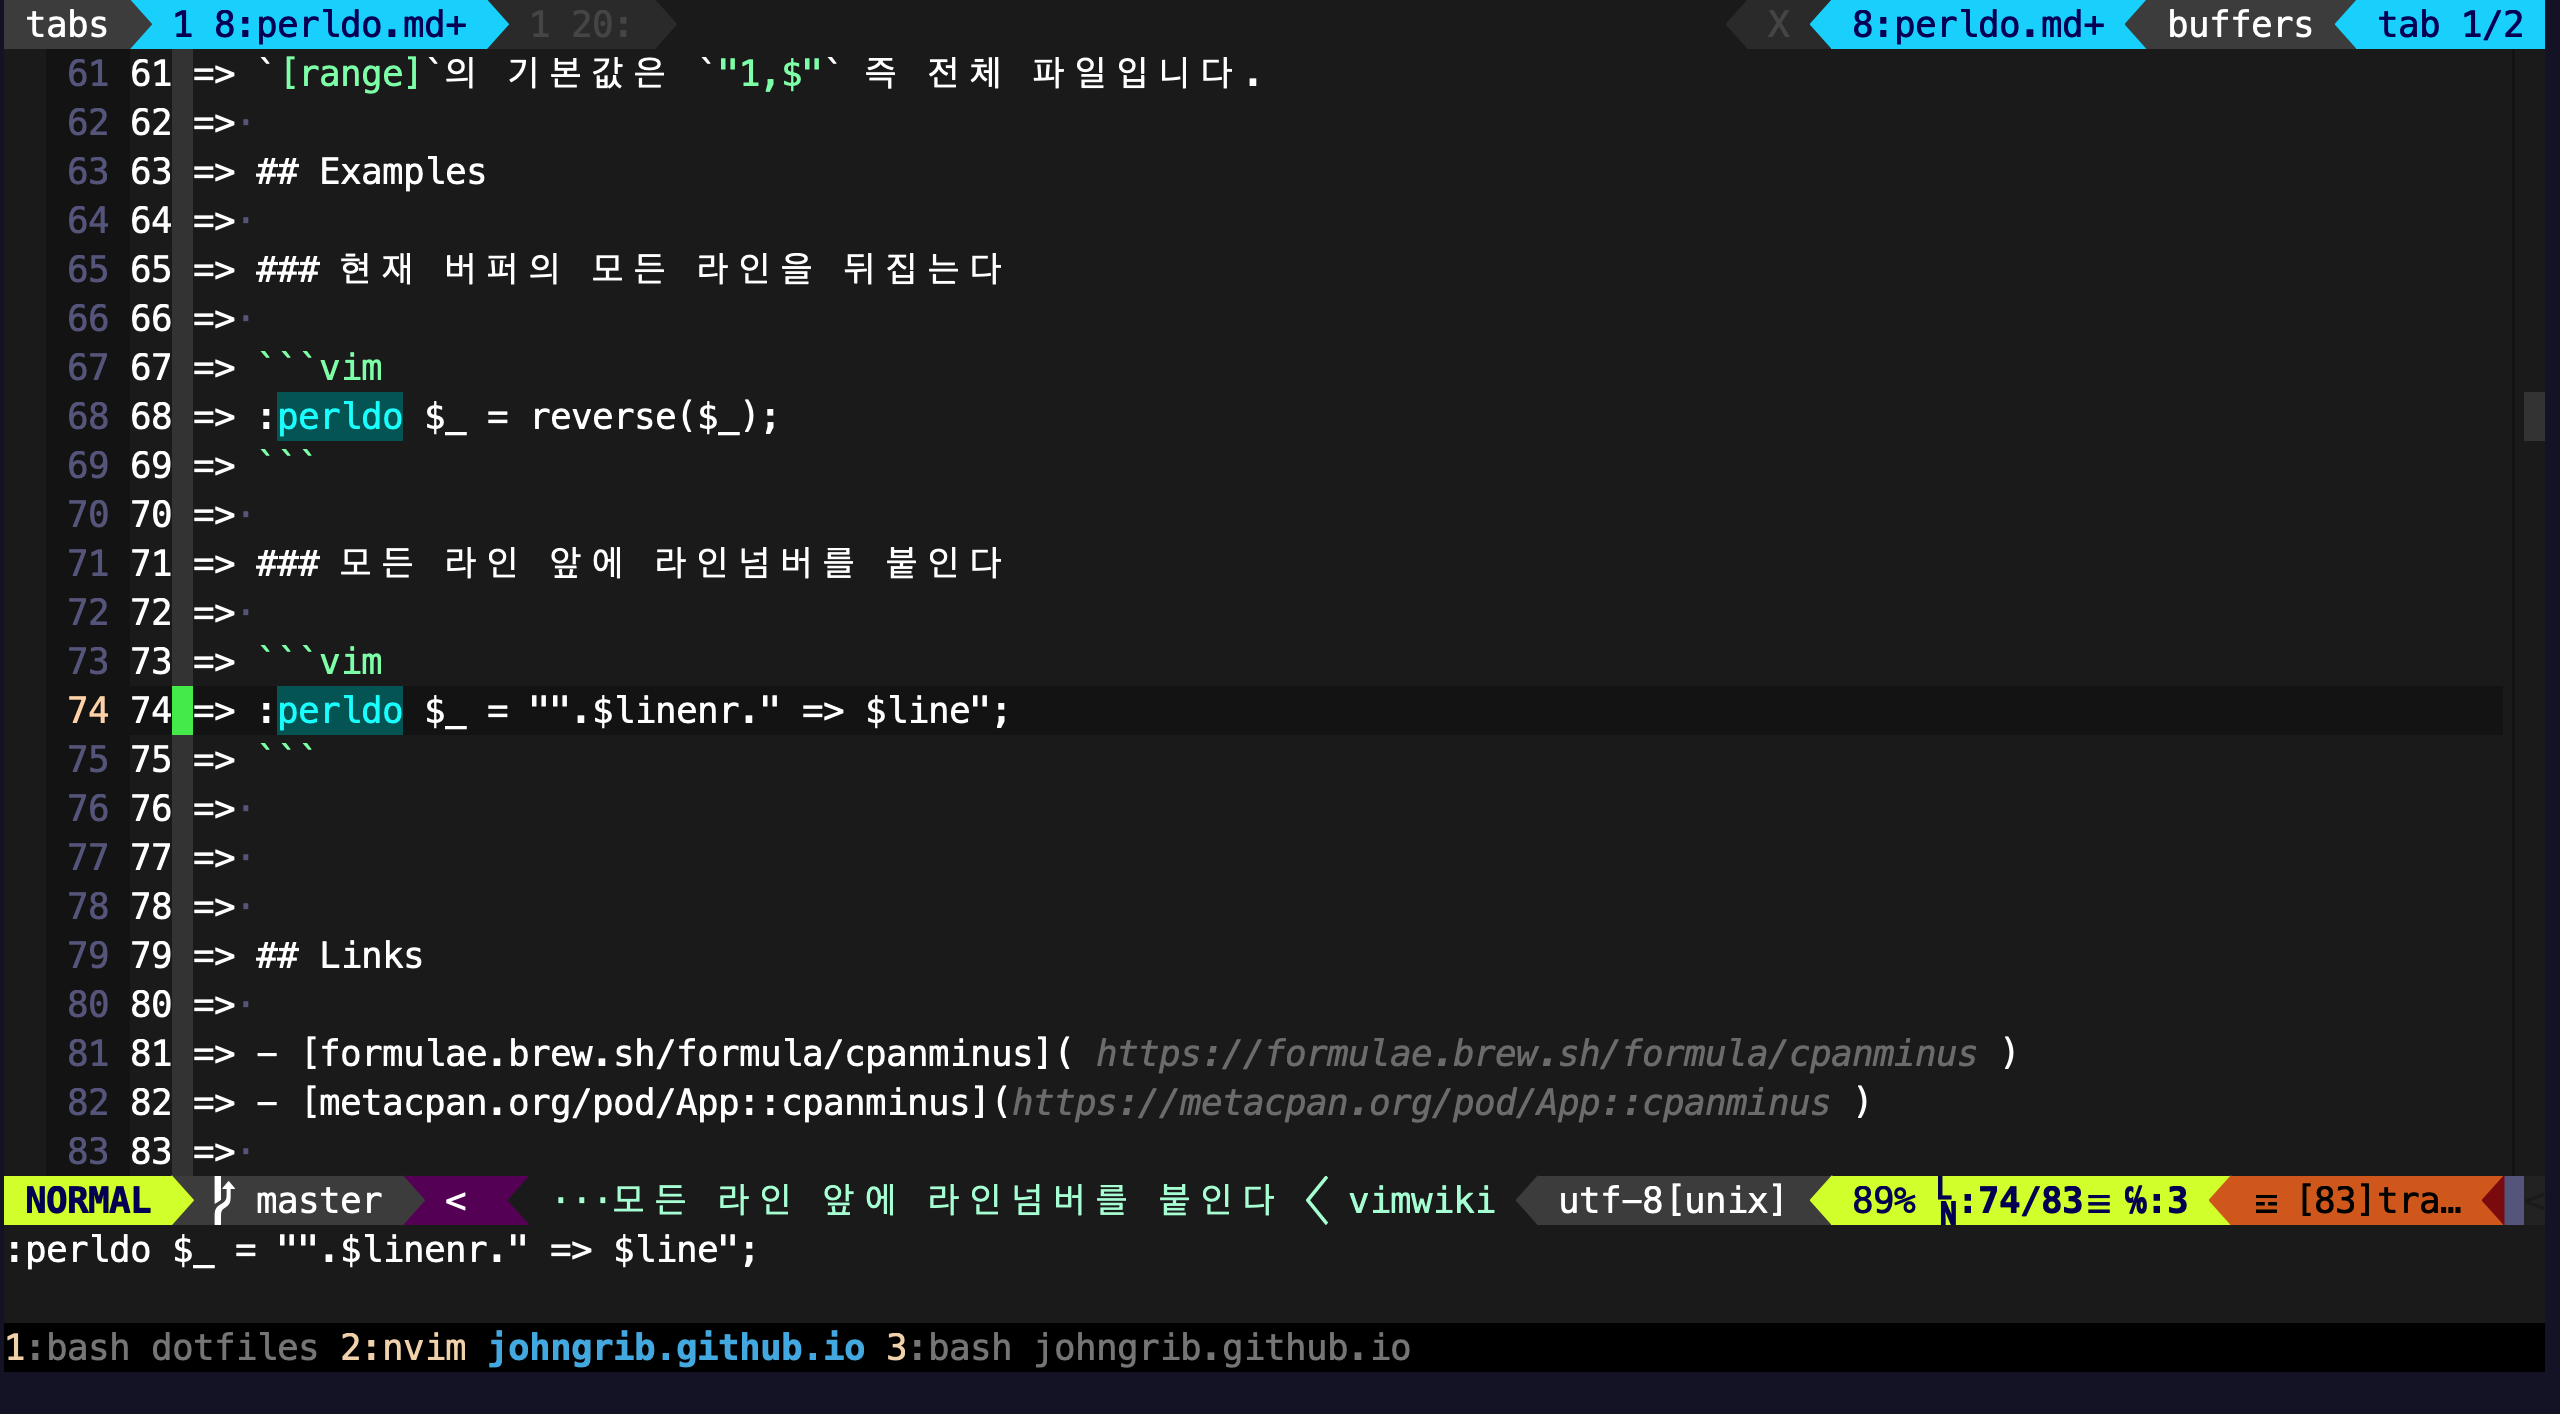 tabs 1 8:perldo.md+ 1 20: X 8:perldo.md+ buffers tab 1/2
61 61 => `[range]`의 기본값은 `"1,$"` 즉 전체 파일입니다.
62 62 =>·
63 63 => ## Examples
64 64 =>·
65 65 => ### 현재 버퍼의 모든 라인을 뒤집는다
66 66 =>·
67 67 => ```vim
68 68 => :perldo $_ = reverse($_);
69 69 => ```
70 70 =>·
71 71 => ### 모든 라인 앞에 라인넘버를 붙인다
72 72 =>·
73 73 => ```vim
74 74 => :perldo $_ = "".$linenr." => $line";
75 75 => ```
76 76 =>·
77 77 =>·
78 78 =>·
79 79 => ## Links
80 80 =>·
81 81 => - [formulae.brew.sh/formula/cpanminus]( https://formulae.brew.sh/formula/cpanminus )
82 82 => - [metacpan.org/pod/App::cpanminus](https://metacpan.org/pod/App::cpanminus )
83 83 =>·
NORMAL master < ···모든 라인 앞에 라인넘버를 붙인다 vimwiki utf-8[unix] 89% LN:74/83≡ ℅:3 ☲ [83]tra…
:perldo $_ = "".$linenr." => $line";
1:bash dotfiles 2:nvim johngrib.github.io 3:bash johngrib.github.io